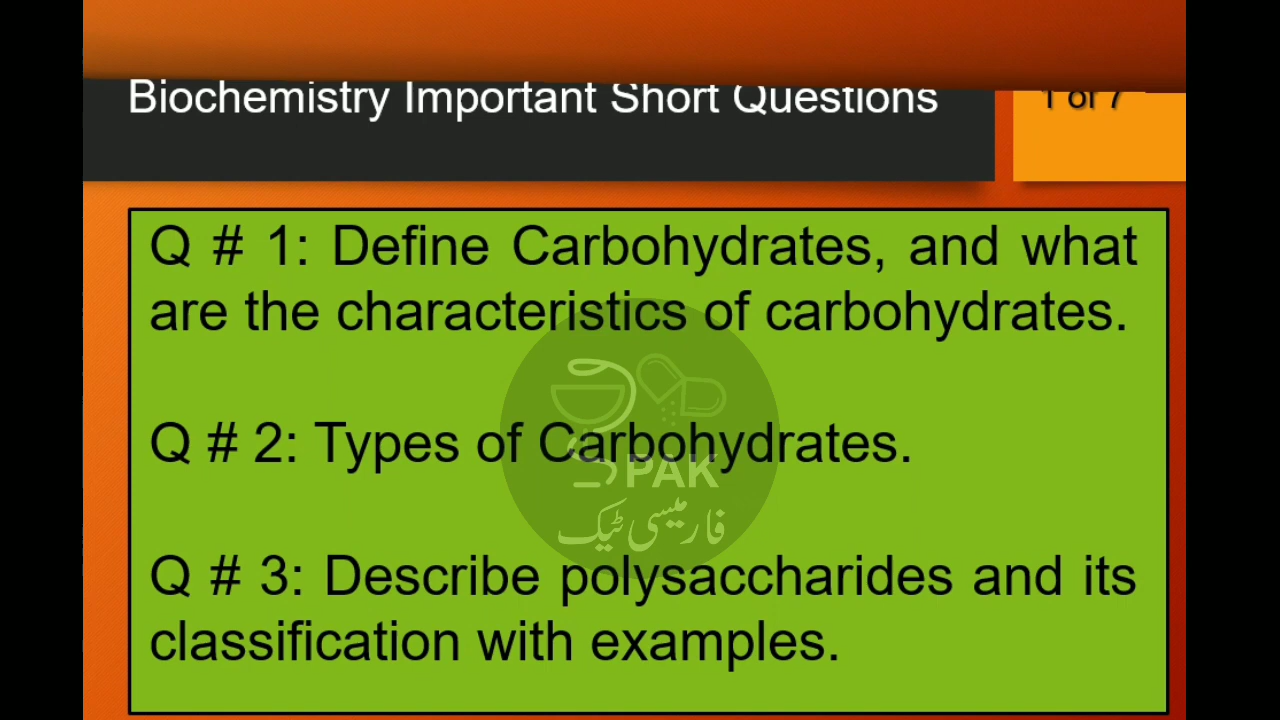 Biochemistry Important Short Questions
1 of 7
Q # 1: Define Carbohydrates, and what
are the characteristics of carbohydrates.
Q # 2: Types of Carbohydrates.
PAK
فارمیسی ٹیک
Q # 3: Describe polysaccharides and its
classification with examples.